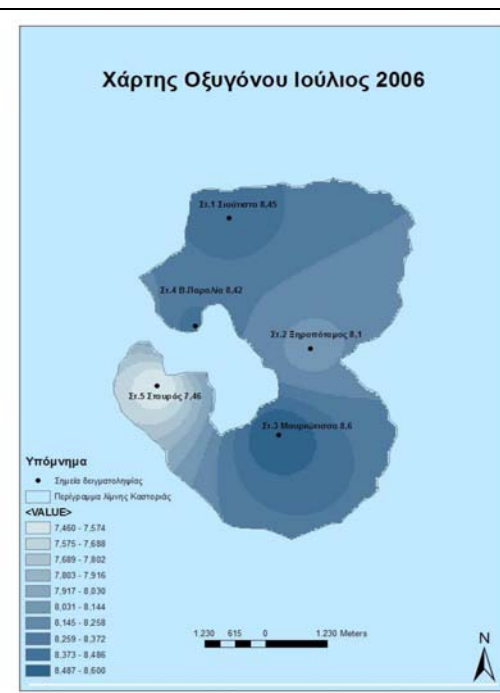 Χάρτης Οξυγόνου Ιούλιος 2006
Στ.1 Σιούτιστα 8,45
Στ.4 Β.Παραλία 8,42
Στ.2 Ξηροπόταμος 8,1
Στ.5 Σταυρός 7,46
Στ.3 Μαυριώτισσα 8,6
Υπόμνημα
Σημεία δειγματοληψίας
Περίγραμμα λίμνης Καστοριάς
<VALUE>
7,460 - 7,574
7,575 - 7,688
7,689 - 7,802
7,803 - 7,916
7,917 - 8,030
8,031 - 8,144
8,145 - 8,258
8,259 - 8,372
8,373 - 8,486
8,487 - 8,600
1.230 615 0 1.230 Meters
N